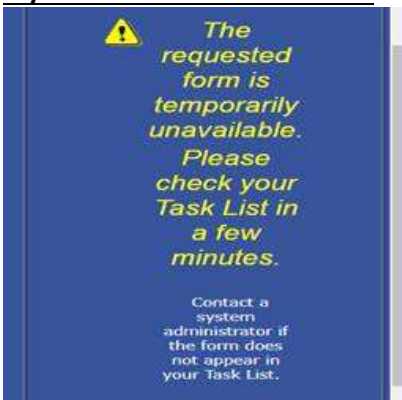 The
requested
form is
temporarily
unavailable.
Please
check your
Task List in
a few
minutes.
Contact a
system
administrator if
the form does
not appear in
your Task List.